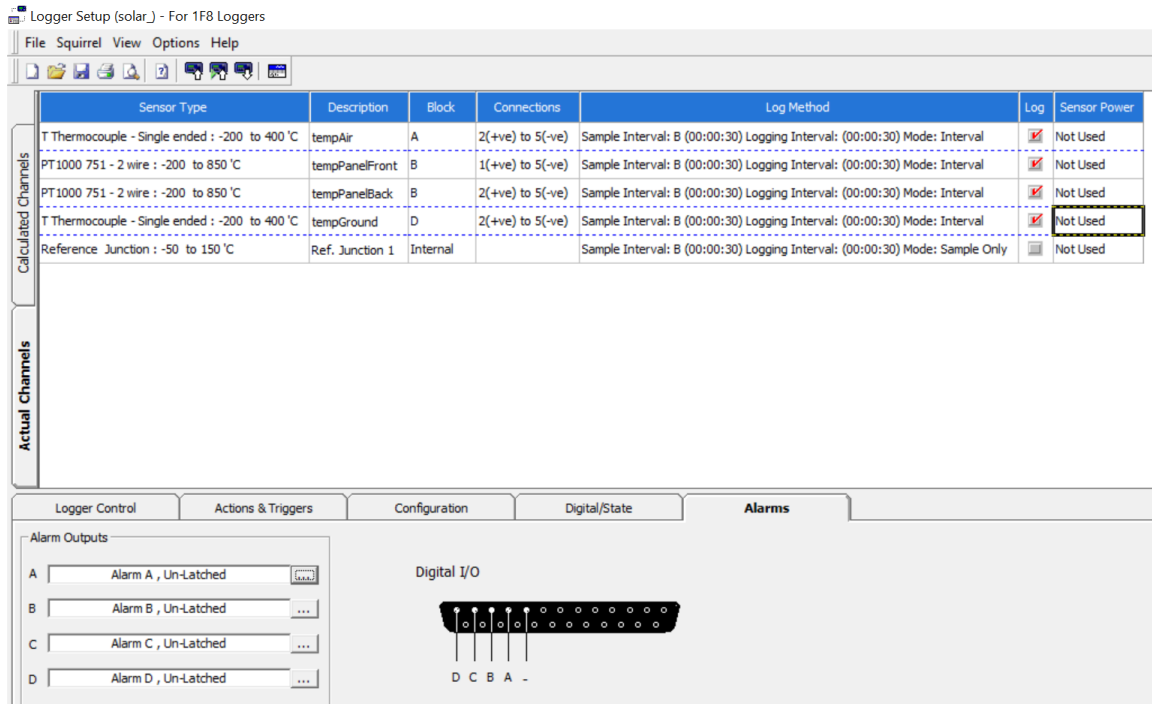 Logger Setup (solar_) - For 1F8 Loggers
File Squirrel View Options Help
Sensor Type Description Block Connections Log Method Log Sensor Power
T Thermocouple - Single ended : -200 to 400 'C tempAir A 2(+ve) to 5(-ve) Sample Interval: B (00:00:30) Logging Interval: (00:00:30) Mode: Interval Not Used
PT1000 751 - 2 wire : -200 to 850 'C tempPanelFront B 1(+ve) to 5(-ve) Sample Interval: B (00:00:30) Logging Interval: (00:00:30) Mode: Interval Not Used
PT1000 751 - 2 wire : -200 to 850 'C tempPanelBack B 2(+ve) to 5(-ve) Sample Interval: B (00:00:30) Logging Interval: (00:00:30) Mode: Interval Not Used
T Thermocouple - Single ended : -200 to 400 'C tempGround D 2(+ve) to 5(-ve) Sample Interval: B (00:00:30) Logging Interval: (00:00:30) Mode: Interval Not Used
Reference Junction : -50 to 150 'C Ref. Junction 1 Internal Sample Interval: B (00:00:30) Logging Interval: (00:00:30) Mode: Sample Only Not Used
Calculated Channels
Actual Channels
Logger Control Actions & Triggers Configuration Digital/State Alarms
Alarm Outputs
A Alarm A , Un-Latched ...
B Alarm B , Un-Latched ...
C Alarm C , Un-Latched ...
D Alarm D , Un-Latched ...
Digital I/O
D C B A -